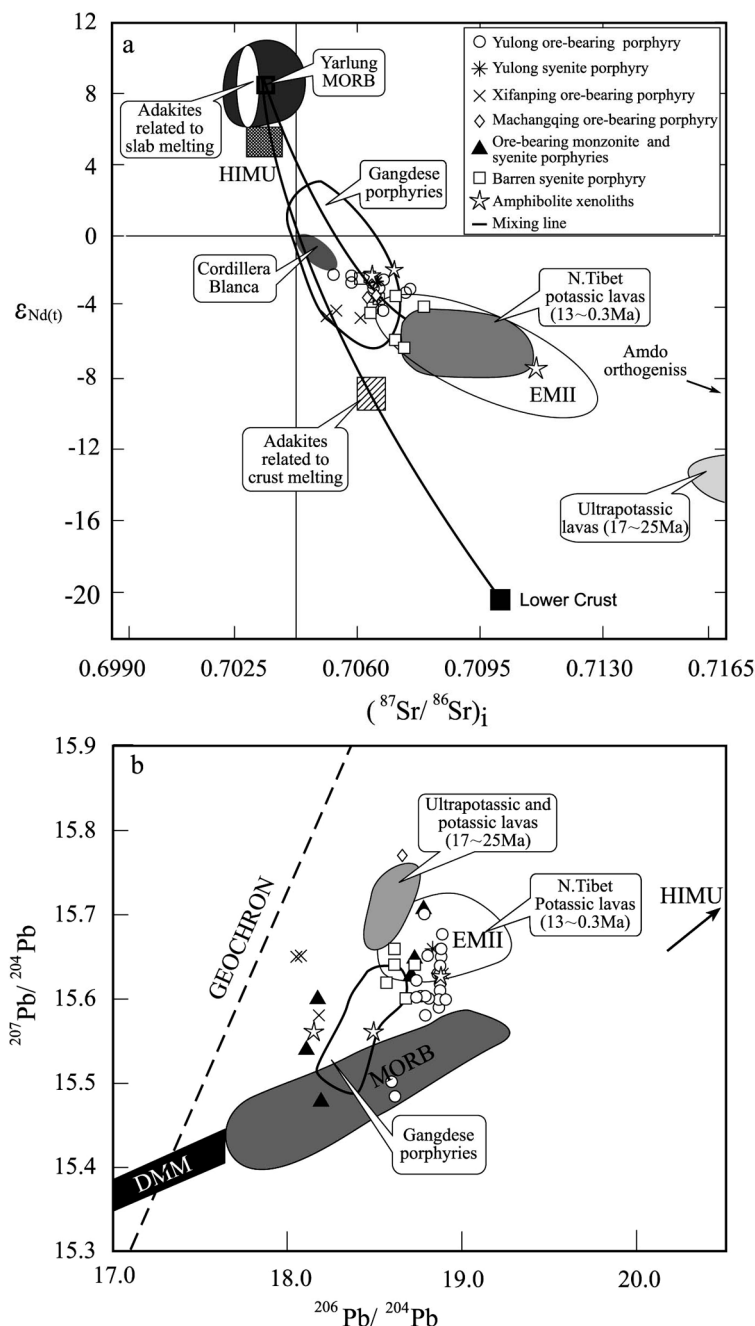 a
12
8
4
0
-4
-8
-12
-16
-20
εNd(t)
Yarlung
MORB
Adakites
related to
slab melting
HIMU
Gangdese
porphyries
Cordillera
Blanca
Yulong ore-bearing porphyry
Yulong syenite porphyry
Xifanping ore-bearing porphyry
Machangqing ore-bearing porphyry
Ore-bearing monzonite and
syenite porphyries
Barren syenite porphyry
Amphibolite xenoliths
Mixing line
N.Tibet
potassic lavas
(13~0.3Ma)
Amdo
orthogeniss
EMII
Adakites
related to
crust melting
Ultrapotassic
lavas (17~25Ma)
Lower Crust
0.6990 0.7025 0.7060 0.7095 0.7130 0.7165
(87Sr/86Sr)i
b
15.9
15.8
15.7
15.6
15.5
15.4
15.3
207Pb/204Pb
GEOCHRON
Ultrapotassic and
potassic lavas
(17~25Ma)
N.Tibet
Potassic lavas
(13~0.3Ma)
HIMU
EMII
MORB
Gangdese
porphyries
DMM
17.0 18.0 19.0 20.0
206Pb/204Pb